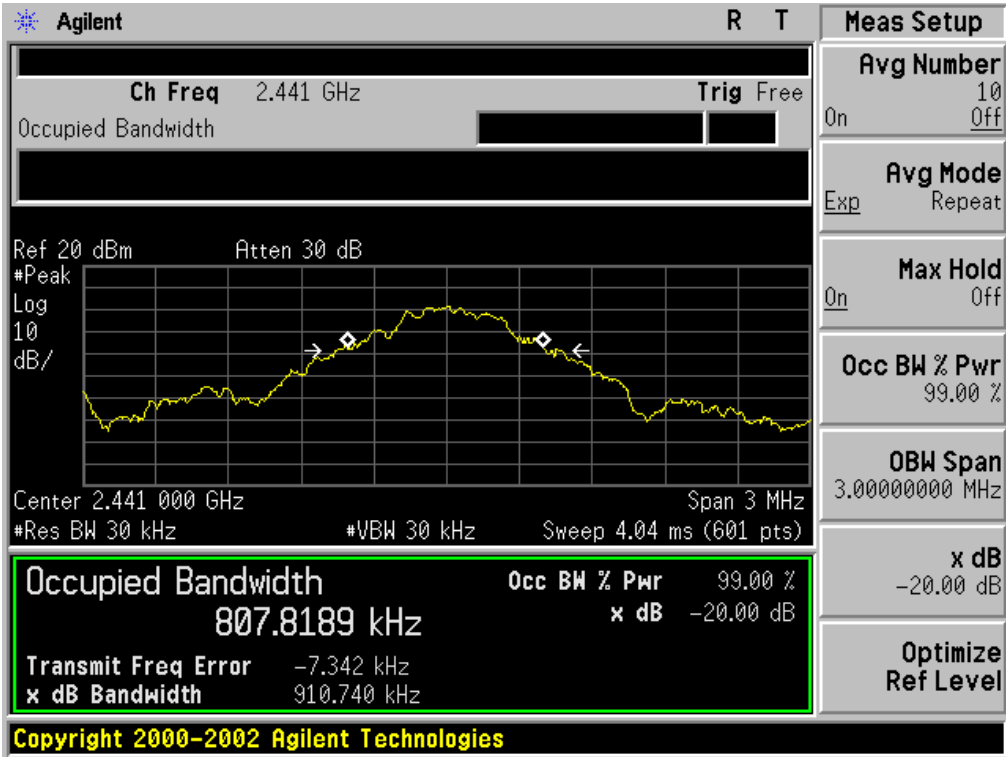 Agilent R T
Ch Freq 2.441 GHz Trig Free
Occupied Bandwidth
Ref 20 dBm Atten 30 dB
#Peak
Log
10
dB/
Center 2.441 000 GHz Span 3 MHz
#Res BW 30 kHz #VBW 30 kHz Sweep 4.04 ms (601 pts)
Occupied Bandwidth Occ BW % Pwr 99.00 %
807.8189 kHz x dB -20.00 dB
Transmit Freq Error -7.342 kHz
x dB Bandwidth 910.740 kHz
Copyright 2000-2002 Agilent Technologies
Meas Setup
Avg Number
10
On Off
Avg Mode
Exp Repeat
Max Hold
On Off
Occ BW % Pwr
99.00 %
OBW Span
3.00000000 MHz
x dB
-20.00 dB
Optimize
Ref Level